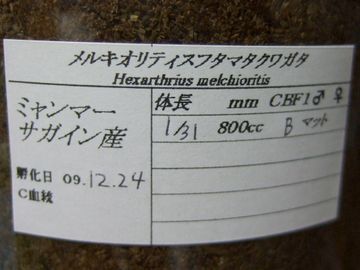 メルキオリティスフタマタクワガタ
Hexarthrius melchioritis
ミャンマー
サガイン産
体長 mm CBF1♂ ♀
1/31 800cc B マット
孵化日 09.12.24
C血統